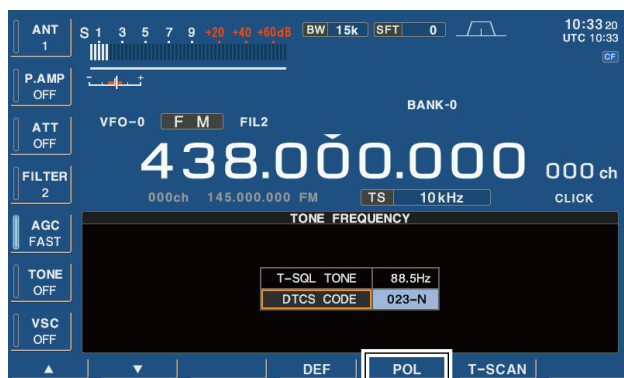 ANT
1
S 1 3 5 7 9 +20 +40 +60dB
BW 15k
SFT 0
10:33 20
UTC 10:33
CF
P.AMP
OFF
BANK-0
VFO-0 FM FIL2
ATT
OFF
438.000.000
000 ch
FILTER
2
000ch 145.000.000 FM
TS 10kHz
CLICK
AGC
FAST
TONE FREQUENCY
TONE
OFF
T-SQL TONE 88.5Hz
DTCS CODE 023-N
VSC
OFF
▲ ▼ DEF POL T-SCAN